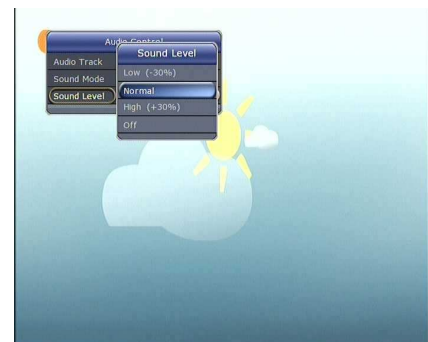 Audio Control
Audio Track
Sound Mode
Sound Level
Sound Level
Low (-30%)
Normal
High (+30%)
Off